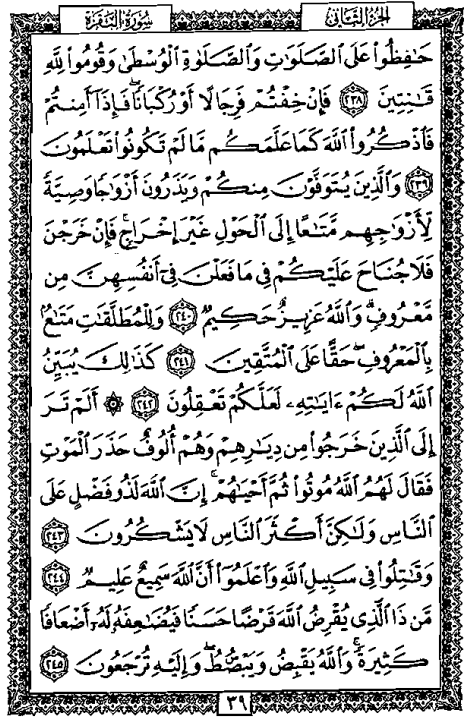 الجزء الثاني
سورة البقرة
حَـٰفِظُوا۟ عَلَى ٱلصَّلَوَٰتِ وَٱلصَّلَوٰةِ ٱلْوُسْطَىٰ وَقُومُوا۟ لِلَّهِ
قَـٰنِتِينَ ٢٣٨ فَإِنْ خِفْتُمْ فَرِجَالًا أَوْ رُكْبَانًا ۖ فَإِذَآ أَمِنتُمْ
فَٱذْكُرُوا۟ ٱللَّهَ كَمَا عَلَّمَكُم مَّا لَمْ تَكُونُوا۟ تَعْلَمُونَ
٢٣٩ وَٱلَّذِينَ يُتَوَفَّوْنَ مِنكُمْ وَيَذَرُونَ أَزْوَٰجًا وَصِيَّةً
لِّأَزْوَٰجِهِم مَّتَـٰعًا إِلَى ٱلْحَوْلِ غَيْرَ إِخْرَاجٍ ۚ فَإِنْ خَرَجْنَ
فَلَا جُنَاحَ عَلَيْكُمْ فِى مَا فَعَلْنَ فِىٓ أَنفُسِهِنَّ مِن
مَّعْرُوفٍ ۗ وَٱللَّهُ عَزِيزٌ حَكِيمٌ ٢٤٠ وَلِلْمُطَلَّقَـٰتِ مَتَـٰعٌۢ
بِٱلْمَعْرُوفِ ۖ حَقًّا عَلَى ٱلْمُتَّقِينَ ٢٤١ كَذَٰلِكَ يُبَيِّنُ
ٱللَّهُ لَكُمْ ءَايَـٰتِهِۦ لَعَلَّكُمْ تَعْقِلُونَ ٢٤٢ ۞ أَلَمْ تَرَ
إِلَى ٱلَّذِينَ خَرَجُوا۟ مِن دِيَـٰرِهِمْ وَهُمْ أُلُوفٌ حَذَرَ ٱلْمَوْتِ
فَقَالَ لَهُمُ ٱللَّهُ مُوتُوا۟ ثُمَّ أَحْيَـٰهُمْ ۚ إِنَّ ٱللَّهَ لَذُو فَضْلٍ عَلَى
ٱلنَّاسِ وَلَـٰكِنَّ أَكْثَرَ ٱلنَّاسِ لَا يَشْكُرُونَ ٢٤٣
وَقَـٰتِلُوا۟ فِى سَبِيلِ ٱللَّهِ وَٱعْلَمُوٓا۟ أَنَّ ٱللَّهَ سَمِيعٌ عَلِيمٌ ٢٤٤
مَّن ذَا ٱلَّذِى يُقْرِضُ ٱللَّهَ قَرْضًا حَسَنًا فَيُضَـٰعِفَهُۥ لَهُۥٓ أَضْعَافًا
كَثِيرَةً ۚ وَٱللَّهُ يَقْبِضُ وَيَبْصُۜطُ وَإِلَيْهِ تُرْجَعُونَ ٢٤٥
٣٩